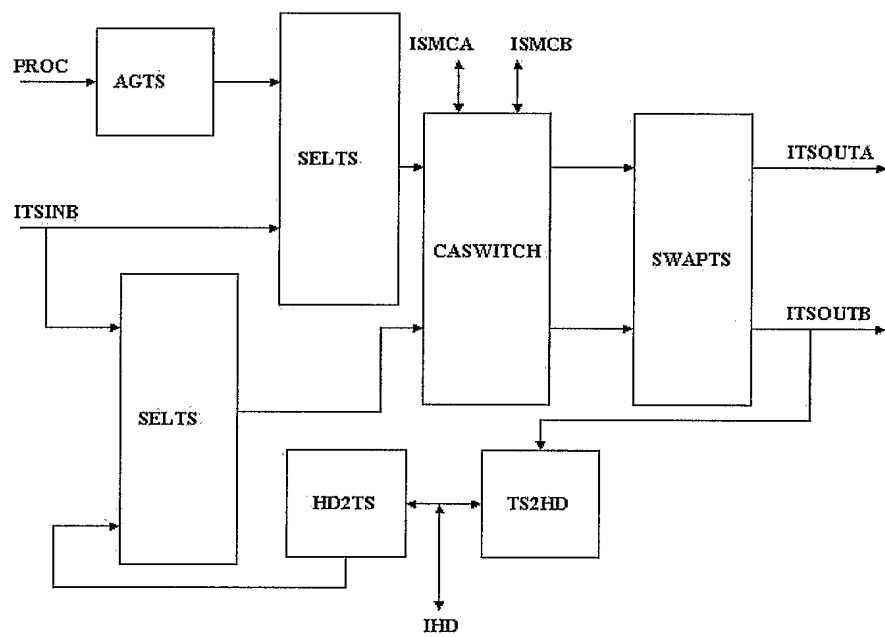 ISMCA ISMCB
PROC
AGTS
SELTS
ITSOUTA
ITSINB
CASWITCH
SWAPTS
ITSOUTB
SELTS
HD2TS
TS2HD
IHD